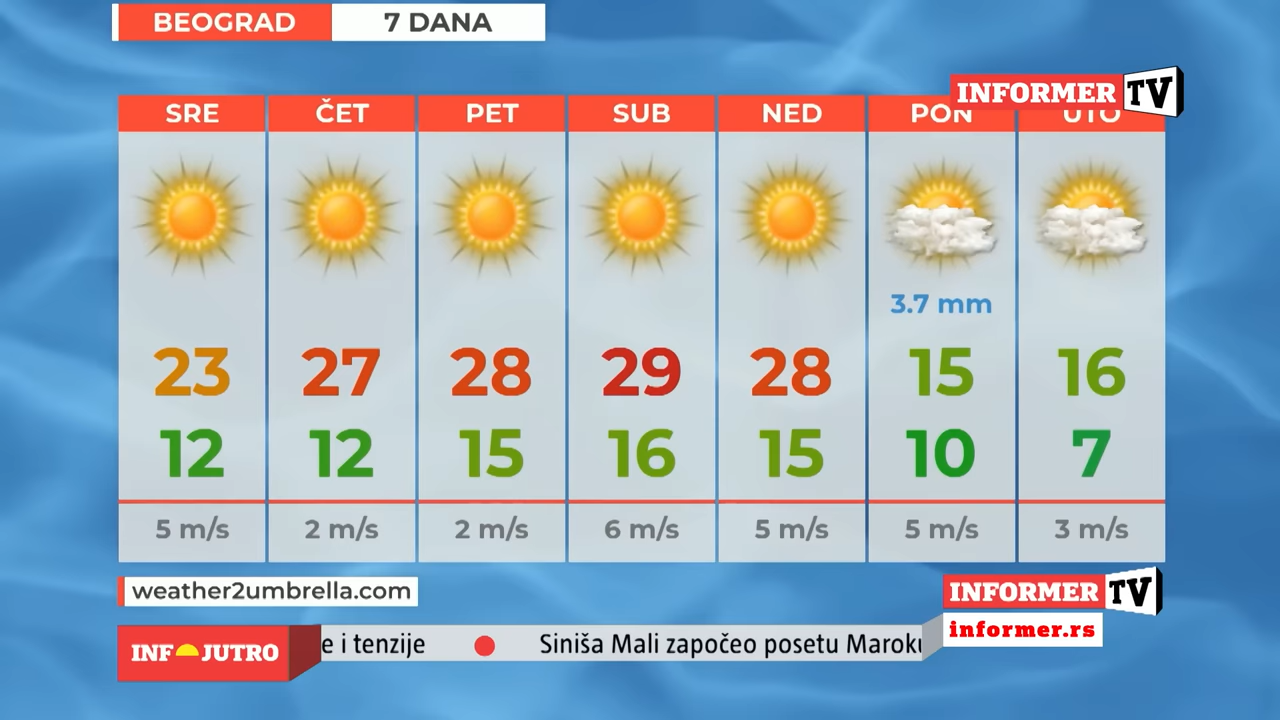 BEOGRAD 7 DANA
INFORMER TV
SRE ČET PET SUB NED PON UTO
3.7 mm
23 27 28 29 28 15 16
12 12 15 16 15 10 7
5 m/s 2 m/s 2 m/s 6 m/s 5 m/s 5 m/s 3 m/s
weather2umbrella.com
INFORMER TV
informer.rs
INF JUTRO
e i tenzije Siniša Mali započeo posetu Maroku